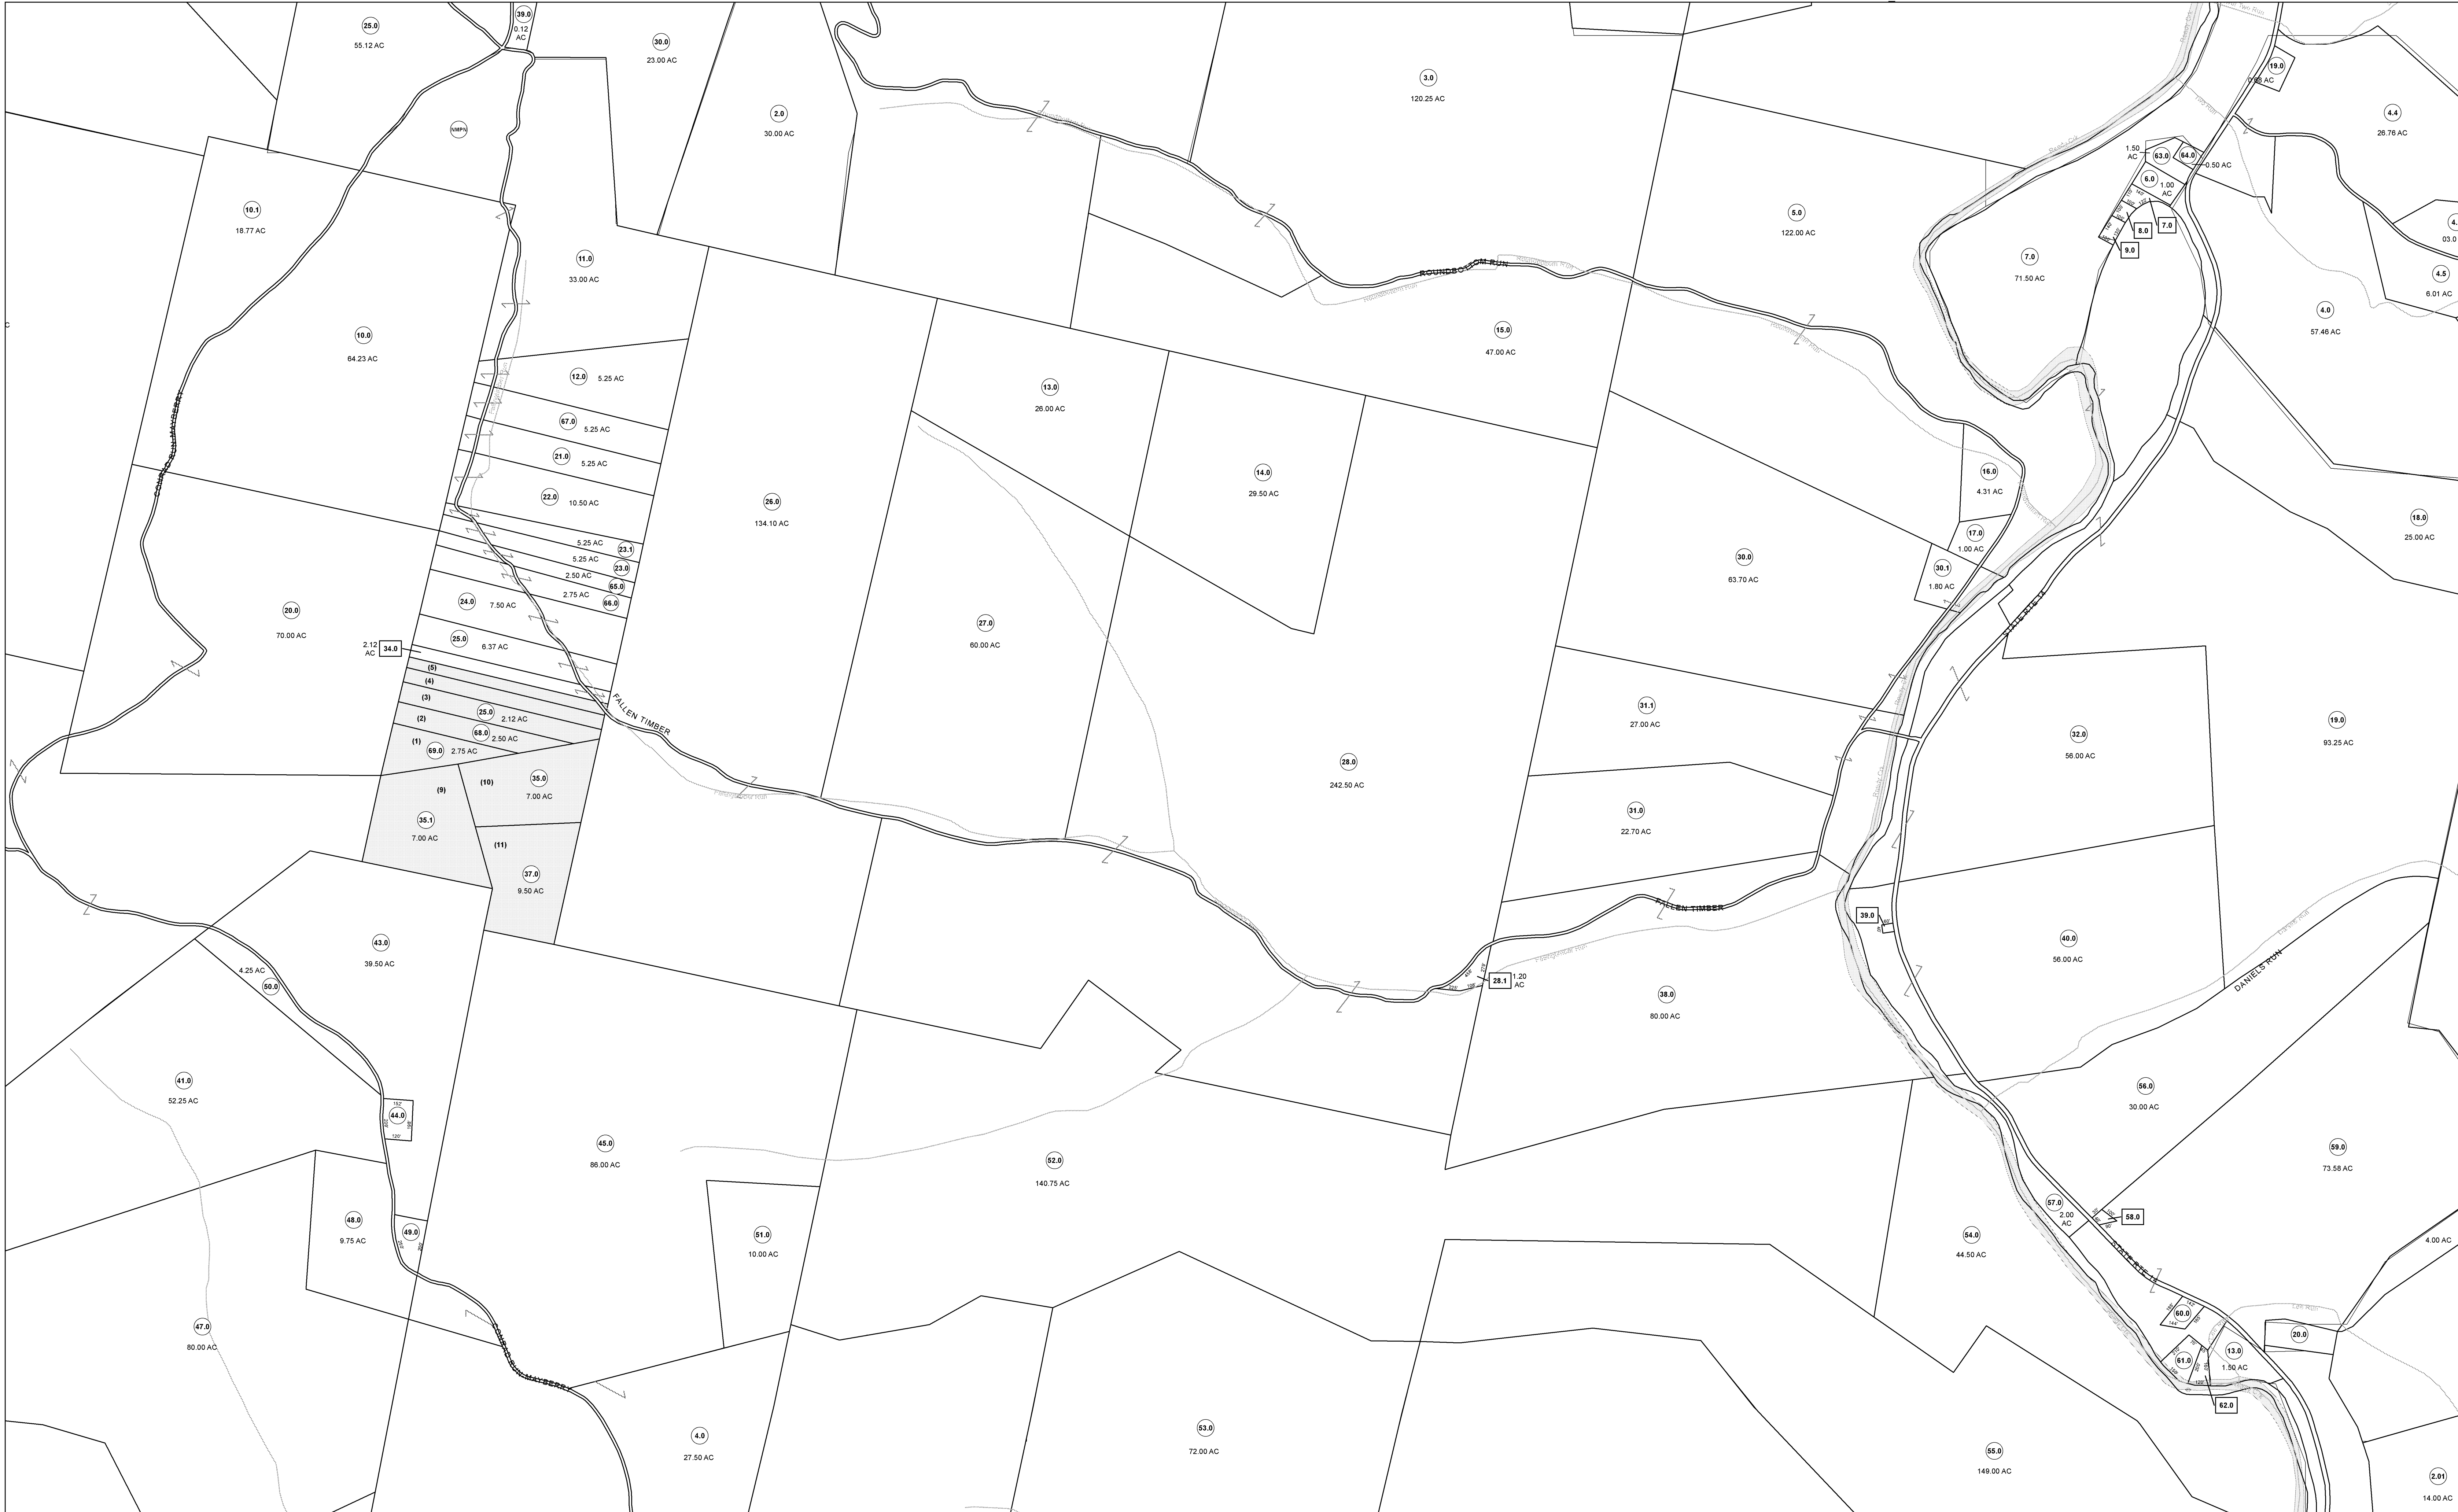 25.0
55.12 AC
39.0
0.12
AC
30.0
23.00 AC
2.0
30.00 AC
3.0
120.25 AC
19.0
4.4
26.76 AC
NMPN
1.50
AC
63.0
64.0
0.50 AC
6.0
1.00
AC
7.0
8.0
9.0
10.1
18.77 AC
5.0
122.00 AC
7.0
71.50 AC
11.0
33.00 AC
ROUNDBOTTOM RUN
4.5
6.01 AC
4.0
57.46 AC
10.0
64.23 AC
15.0
47.00 AC
12.0
5.25 AC
13.0
26.00 AC
67.0
5.25 AC
CONRAD RUN MAYBERRY
21.0
5.25 AC
14.0
29.50 AC
16.0
4.31 AC
22.0
10.50 AC
26.0
134.10 AC
18.0
25.00 AC
17.0
1.00 AC
5.25 AC
23.1
5.25 AC
23.0
30.0
63.70 AC
30.1
1.80 AC
2.50 AC
65.0
2.75 AC
66.0
24.0
7.50 AC
20.0
70.00 AC
27.0
60.00 AC
STATE RTE 14
25.0
6.37 AC
2.12
AC
34.0
(5)
(4)
(3)
25.0
2.12 AC
FALLEN TIMBER
(2)
68.0
2.50 AC
(1)
69.0
2.75 AC
31.1
27.00 AC
Reedy Crk
32.0
56.00 AC
19.0
93.25 AC
28.0
242.50 AC
(10)
35.0
7.00 AC
(9)
35.1
7.00 AC
31.0
22.70 AC
(11)
37.0
9.50 AC
FALLEN TIMBER
39.0
40.0
56.00 AC
43.0
39.50 AC
Fallentimber Run
DANIELS RUN
4.25 AC
50.0
28.1
1.20
AC
38.0
80.00 AC
41.0
52.25 AC
56.0
30.00 AC
152'
44.0
120'
45.0
86.00 AC
52.0
140.75 AC
59.0
73.58 AC
57.0
2.00
AC
58.0
48.0
9.75 AC
49.0
51.0
10.00 AC
54.0
44.50 AC
4.00 AC
STATE RTE 14
60.0
144'
47.0
80.00 AC
CONRAD RUN MAYBERRY
20.0
13.0
1.50 AC
61.0
62.0
4.0
27.50 AC
53.0
72.00 AC
55.0
149.00 AC
2.01
14.00 AC